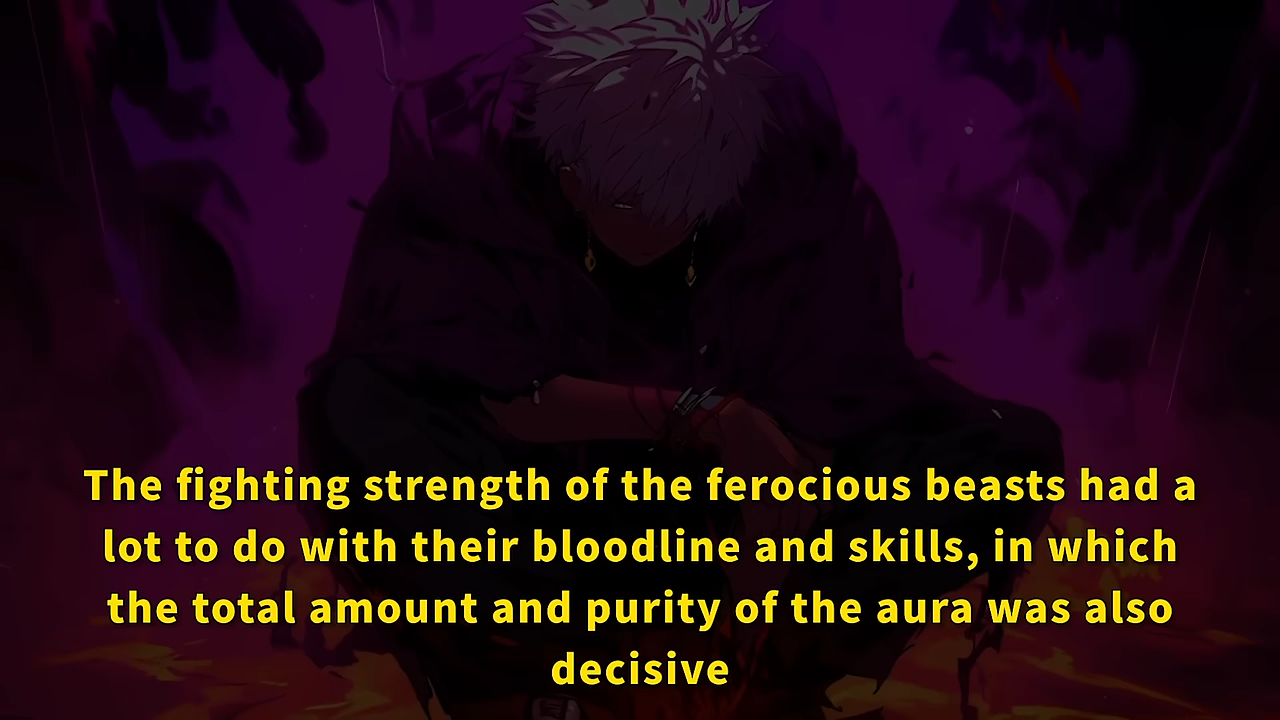 The fighting strength of the ferocious beasts had a
lot to do with their bloodline and skills, in which
the total amount and purity of the aura was also
decisive